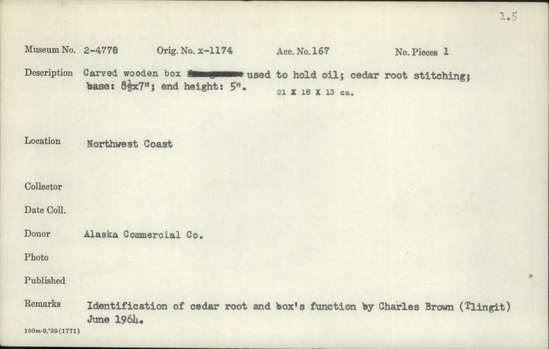 1.5
Museum No. 2-4778 Orig. No. x-1174 Acc. No. 167 No. Pieces 1
Description Carved wooden box used to hold oil; cedar root stitching;
base: 8½x7"; end height: 5". 21 X 18 X 13 cm.
Location Northwest Coast
Collector
Date Coll.
Donor Alaska Commercial Co.
Photo
Published
Remarks Identification of cedar root and box's function by Charles Brown (Tlingit)
June 1964.
100m-9,'39(1771)